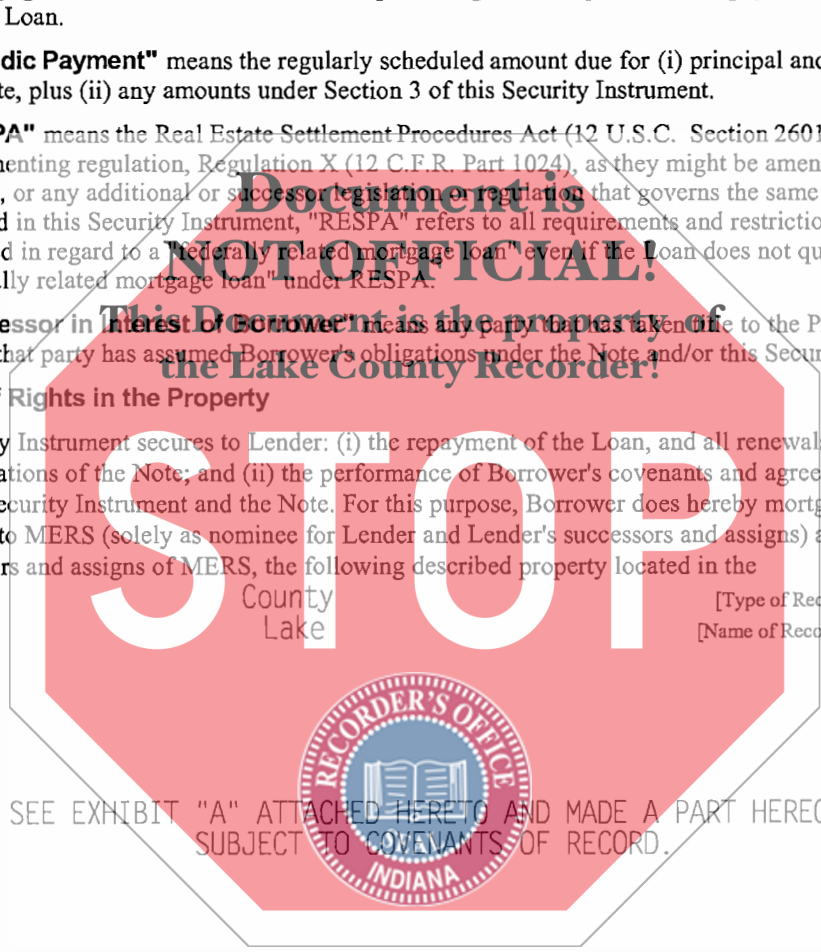 Loan.
dic Payment" means the regularly scheduled amount due for (i) principal and
te, plus (ii) any amounts under Section 3 of this Security Instrument.
PA" means the Real Estate Settlement Procedures Act (12 U.S.C. Section 2601
nenting regulation, Regulation X (12 C.F.R. Part 1024), as they might be amen
, or any additional or successor legislation or regulation that governs the same
Document is
d in this Security Instrument, "RESPA" refers to all requirements and restrictio
d in regard to a "federally related mortgage loan" even if the Loan does not qu
NOT OFFICIAL!
lly related mortgage loan" under RESPA.
essor in Interest of Borrower" means any party that has taken title to the P
This Document is the property of
hat party has assumed Borrower's obligations under the Note and/or this Secur
the Lake County Recorder!
Rights in the Property
y Instrument secures to Lender: (i) the repayment of the Loan, and all renewal
ations of the Note; and (ii) the performance of Borrower's covenants and agree
ecurity Instrument and the Note. For this purpose, Borrower does hereby mortg
to MERS (solely as nominee for Lender and Lender's successors and assigns) a
rs and assigns of MERS, the following described property located in the
STOP
County [Type of Rec
Lake [Name of Reco
RECORDER'S OFFICE
SEE EXHIBIT "A" ATTACHED HERETO AND MADE A PART HEREO
SUBJECT TO COVENANTS OF RECORD.
INDIANA